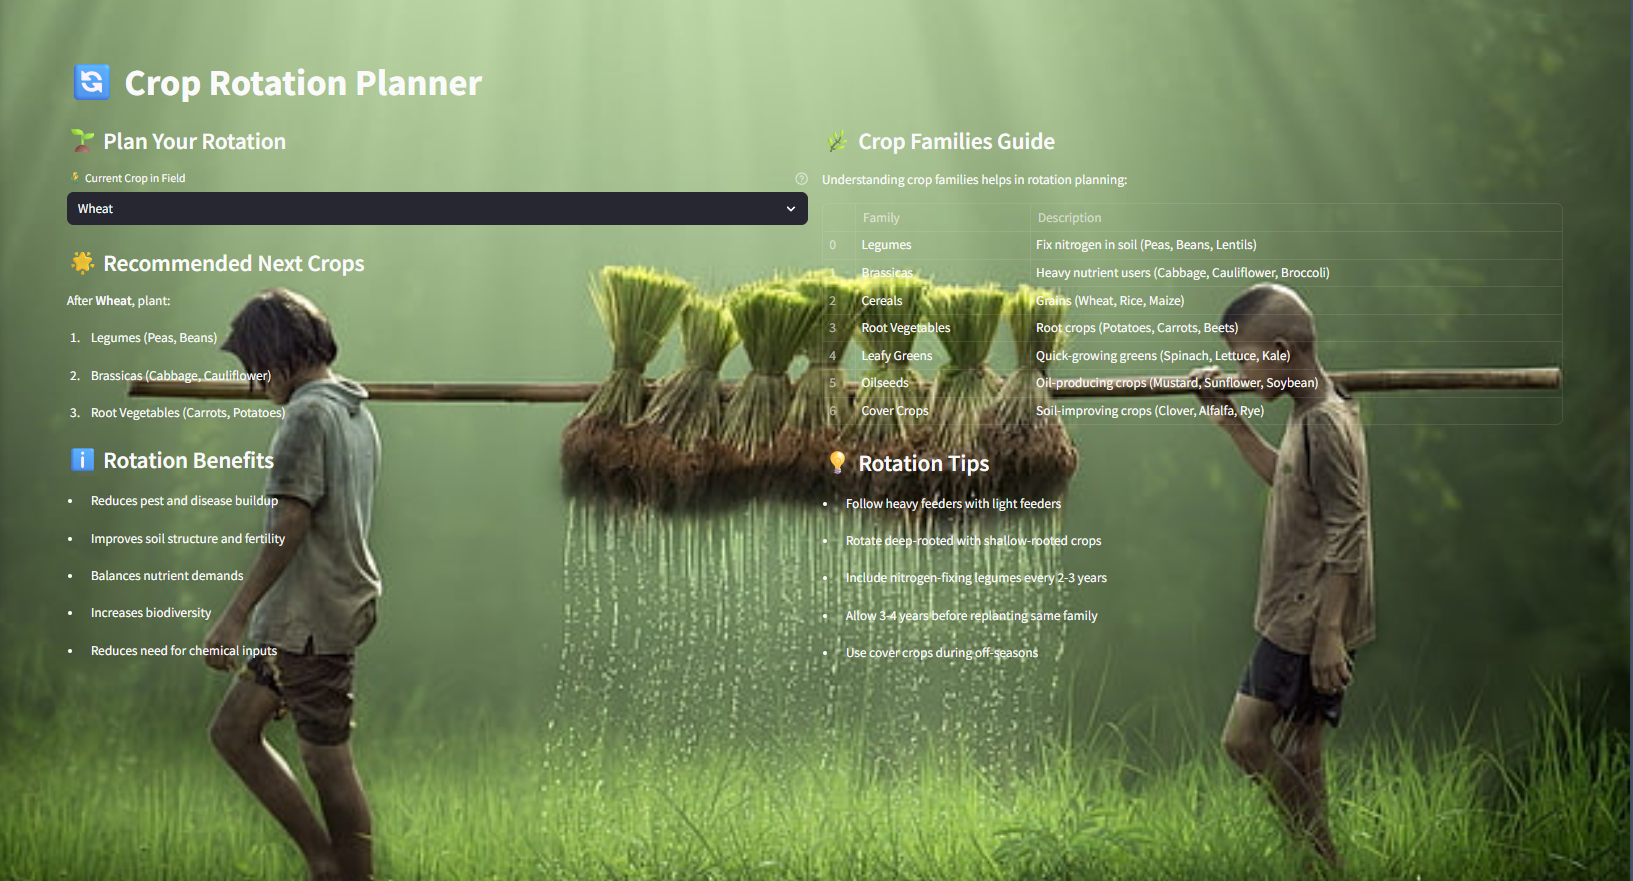 Crop Rotation Planner
Plan Your Rotation
Current Crop in Field
Wheat
Recommended Next Crops
After Wheat, plant:
1. Legumes (Peas, Beans)
2. Brassicas (Cabbage, Cauliflower)
3. Root Vegetables (Carrots, Potatoes)
Rotation Benefits
• Reduces pest and disease buildup
• Improves soil structure and fertility
• Balances nutrient demands
• Increases biodiversity
• Reduces need for chemical inputs
Crop Families Guide
Understanding crop families helps in rotation planning:
Family Description
0 Legumes Fix nitrogen in soil (Peas, Beans, Lentils)
1 Brassicas Heavy nutrient users (Cabbage, Cauliflower, Broccoli)
2 Cereals Grains (Wheat, Rice, Maize)
3 Root Vegetables Root crops (Potatoes, Carrots, Beets)
4 Leafy Greens Quick-growing greens (Spinach, Lettuce, Kale)
5 Oilseeds Oil-producing crops (Mustard, Sunflower, Soybean)
6 Cover Crops Soil-improving crops (Clover, Alfalfa, Rye)
Rotation Tips
• Follow heavy feeders with light feeders
• Rotate deep-rooted with shallow-rooted crops
• Include nitrogen-fixing legumes every 2-3 years
• Allow 3-4 years before replanting same family
• Use cover crops during off-seasons